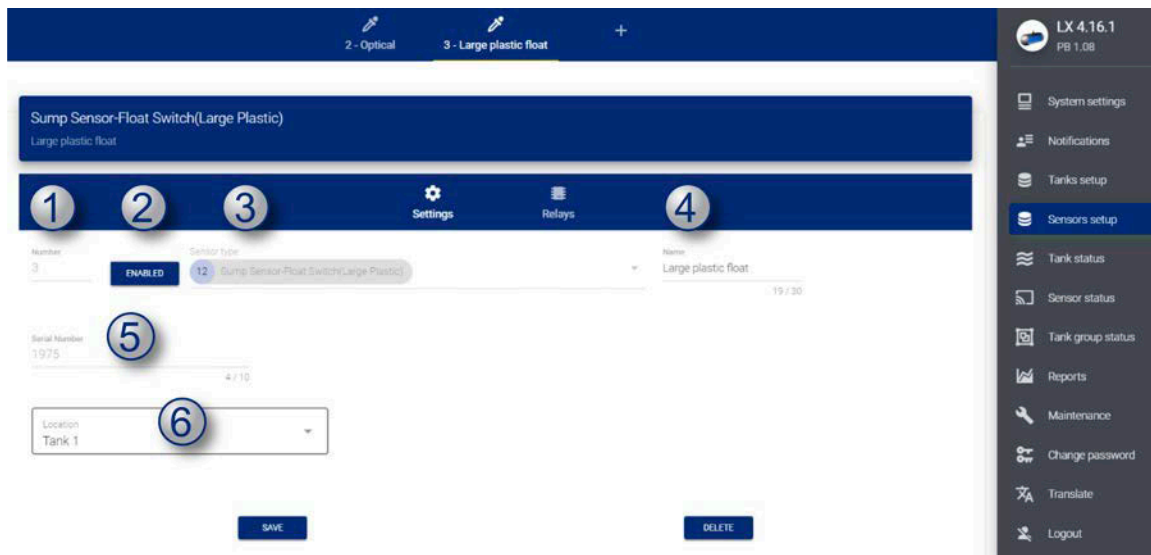 2 - Optical
3 - Large plastic float
+
LX 4.16.1
PB 1.08
Sump Sensor-Float Switch(Large Plastic)
Large plastic float
1
2
3
4
Settings
Relays
Number
3
ENABLED
Sensor type
12 Sump Sensor-Float Switch(Large Plastic)
Name
Large plastic float
19 / 30
5
Serial Number
1975
4 / 10
6
Location
Tank 1
SAVE
DELETE
System settings
Notifications
Tanks setup
Sensors setup
Tank status
Sensor status
Tank group status
Reports
Maintenance
Change password
Translate
Logout